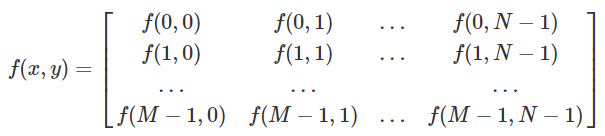 f(0,0) f(0,1) ... f(0,N−1)
f(1,0) f(1,1) ... f(1,N−1)
f(x,y) =
... ... ...
f(M−1,0) f(M−1,1) ... f(M−1,N−1)